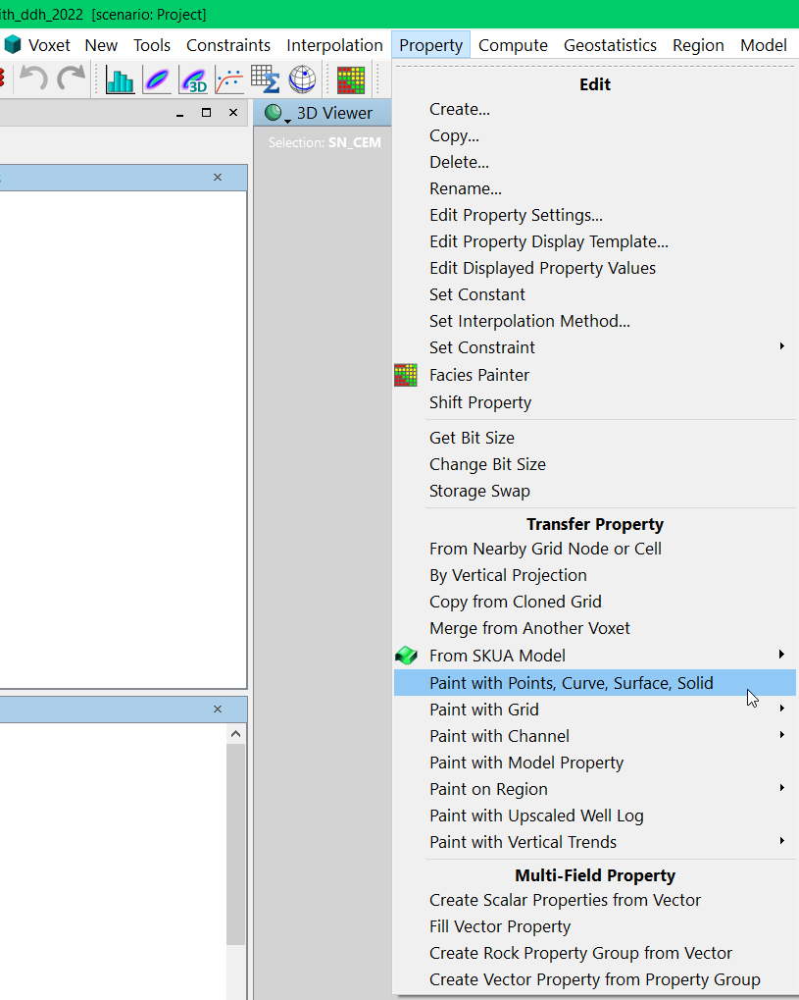 ith_ddh_2022 [scenario: Project]
Voxet New Tools Constraints Interpolation Property Compute Geostatistics Region Model
3D
3D Viewer
Selection: SN_CEM
Edit
Create...
Copy...
Delete...
Rename...
Edit Property Settings...
Edit Property Display Template...
Edit Displayed Property Values
Set Constant
Set Interpolation Method...
Set Constraint
Facies Painter
Shift Property
Get Bit Size
Change Bit Size
Storage Swap
Transfer Property
From Nearby Grid Node or Cell
By Vertical Projection
Copy from Cloned Grid
Merge from Another Voxet
From SKUA Model
Paint with Points, Curve, Surface, Solid
Paint with Grid
Paint with Channel
Paint with Model Property
Paint on Region
Paint with Upscaled Well Log
Paint with Vertical Trends
Multi-Field Property
Create Scalar Properties from Vector
Fill Vector Property
Create Rock Property Group from Vector
Create Vector Property from Property Group